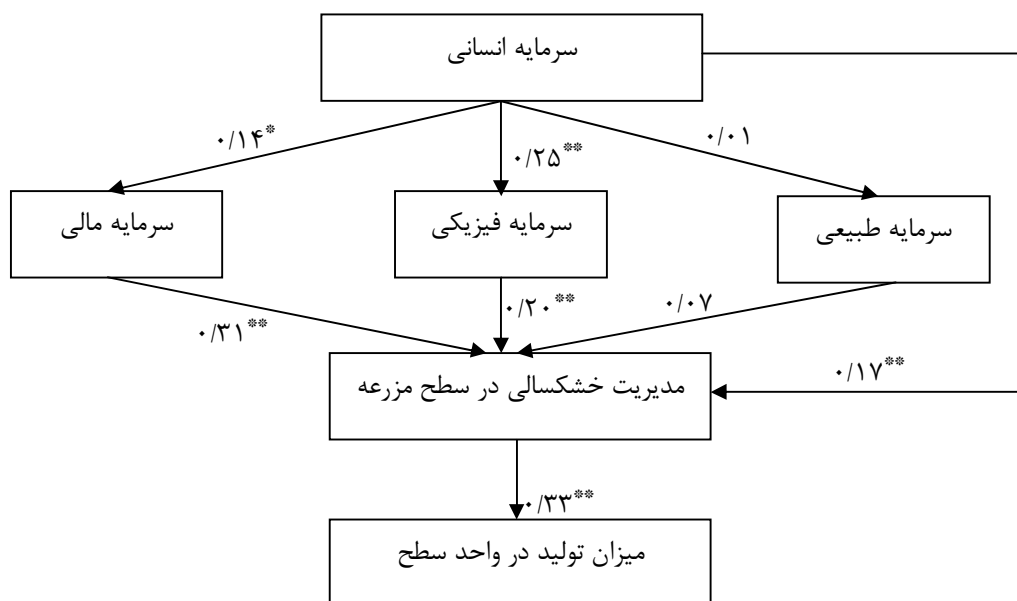 سرمایه انسانی
۰/۱۴*
۰/۲۵**
۰/۰۱
سرمایه مالی
سرمایه فیزیکی
سرمایه طبیعی
۰/۳۱**
۰/۲۰**
۰/۰۷
۰/۱۷**
مدیریت خشکسالی در سطح مزرعه
۰/۳۳**
میزان تولید در واحد سطح